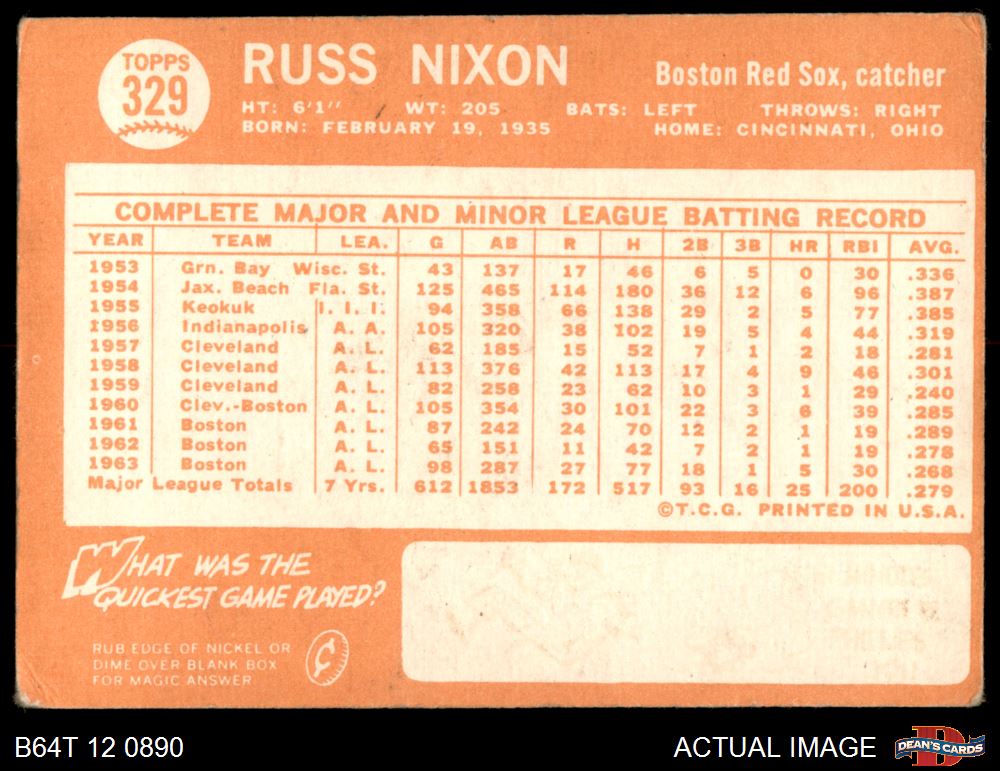 TOPPS
329
RUSS NIXON
Boston Red Sox, catcher
HT: 6'1" WT: 205 BATS: LEFT THROWS: RIGHT
BORN: FEBRUARY 19, 1935 HOME: CINCINNATI, OHIO
COMPLETE MAJOR AND MINOR LEAGUE BATTING RECORD
YEAR TEAM LEA. G AB R H 2B 3B HR RBI AVG.
1953 Grn. Bay Wisc. St. 43 137 17 46 6 5 0 30 .336
1954 Jax. Beach Fla. St. 125 465 114 180 36 12 6 96 .387
1955 Keokuk I. I. I. 94 358 66 138 29 2 5 77 .385
1956 Indianapolis A. A. 105 320 38 102 19 5 4 44 .319
1957 Cleveland A. L. 62 185 15 52 7 1 2 18 .281
1958 Cleveland A. L. 113 376 42 113 17 4 9 46 .301
1959 Cleveland A. L. 82 258 23 62 10 3 1 29 .240
1960 Clev.-Boston A. L. 105 354 30 101 22 3 6 39 .285
1961 Boston A. L. 87 242 24 70 12 2 1 19 .289
1962 Boston A. L. 65 151 11 42 7 2 1 19 .278
1963 Boston A. L. 98 287 27 77 18 1 5 30 .268
Major League Totals 7 Yrs. 612 1853 172 517 93 16 25 200 .279
©T.C.G. PRINTED IN U.S.A.
WHAT WAS THE
QUICKEST GAME PLAYED?
RUB EDGE OF NICKEL OR
DIME OVER BLANK BOX
FOR MAGIC ANSWER
¢
B64T 12 0890
ACTUAL IMAGE
D
DEAN'S CARDS